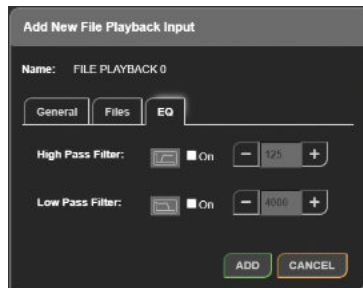 Add New File Playback Input
Name: FILE PLAYBACK 0
General Files EQ
High Pass Filter: On − 125 +
Low Pass Filter: On − 4000 +
ADD CANCEL